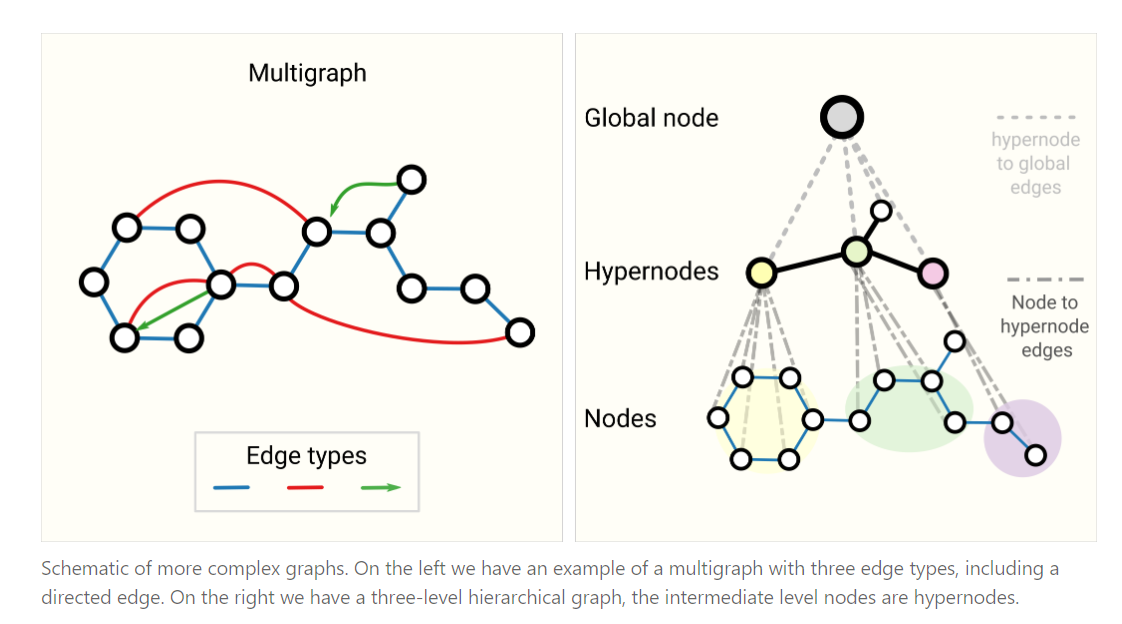 Multigraph
Edge types
Global node
hypernode
to global
edges
Hypernodes
Node to
hypernode
edges
Nodes
Schematic of more complex graphs. On the left we have an example of a multigraph with three edge types, including a
directed edge. On the right we have a three-level hierarchical graph, the intermediate level nodes are hypernodes.